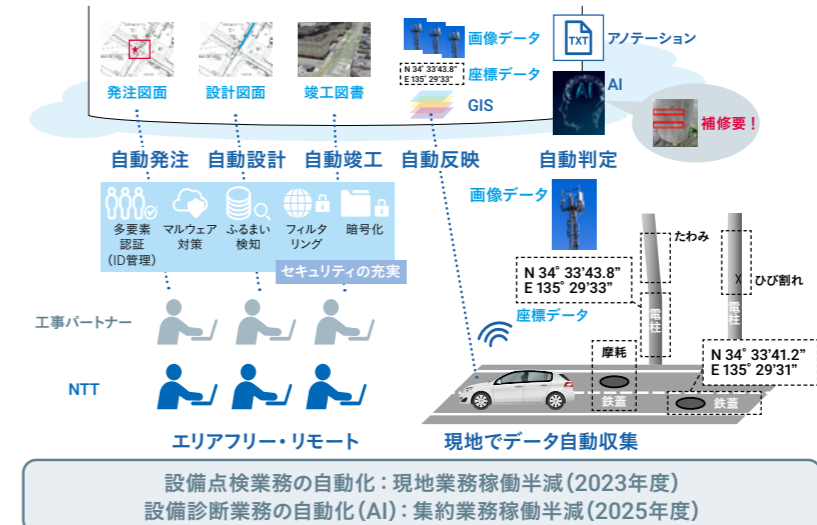 画像データ
TXT
アノテーション
N 34° 33’43.8”
E 135° 29’33”
座標データ
AI
AI
発注図面
設計図面
竣工図書
GIS
補修要！
自動発注
自動設計
自動竣工
自動反映
自動判定
多要素
認証
（ID管理）
マルウェア
対策
ふるまい
検知
フィルタ
リング
暗号化
セキュリティの充実
画像データ
たわみ
N 34° 33’43.8”
E 135° 29’33”
座標データ
ひび割れ
電柱
電柱
工事パートナー
摩耗
N 34° 33’41.2”
E 135° 29’31”
NTT
鉄蓋
鉄蓋
エリアフリー・リモート
現地でデータ自動収集
設備点検業務の自動化：現地業務稼働半減（2023年度）
設備診断業務の自動化（AI）：集約業務稼働半減（2025年度）